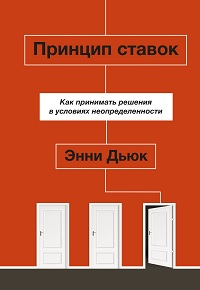 Принцип ставок
Как принимать решения
в условиях неопределенности
Энни Дьюк